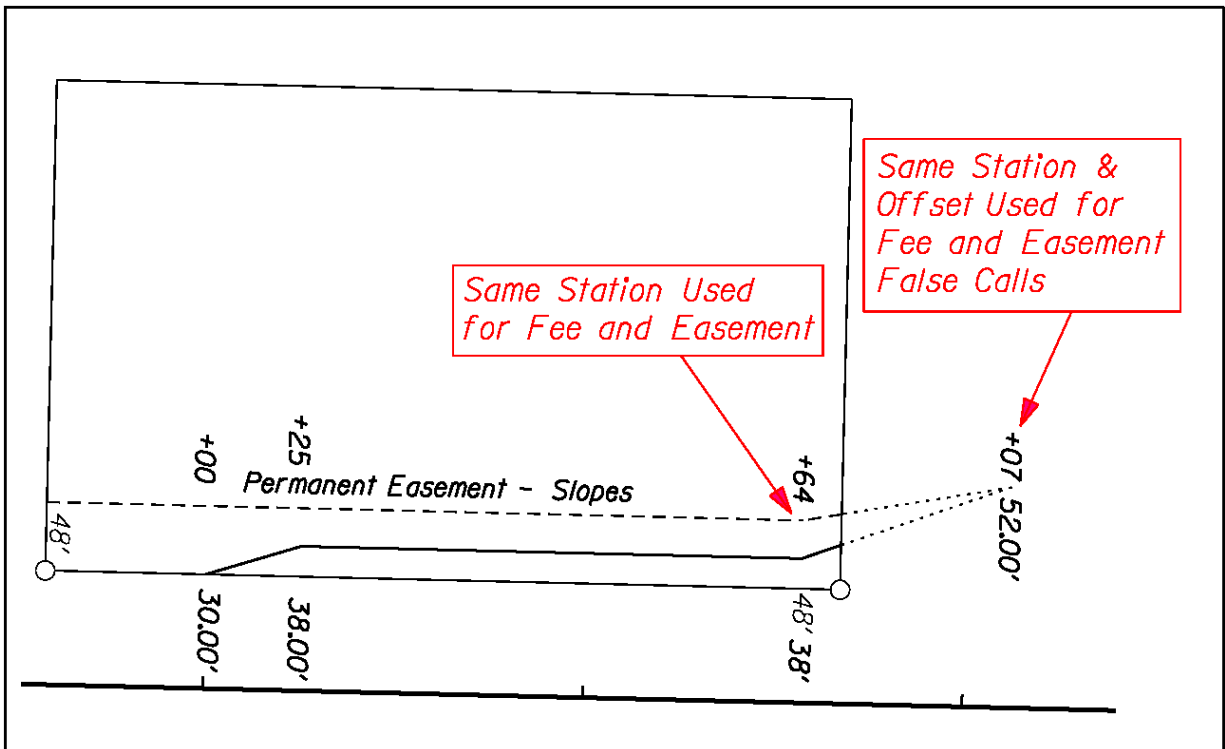 Same Station &
Offset Used for
Fee and Easement
False Calls
Same Station Used
for Fee and Easement
+00
+25
+64
+07 52.00'
Permanent Easement - Slopes
48'
30.00'
38.00'
48' 38'